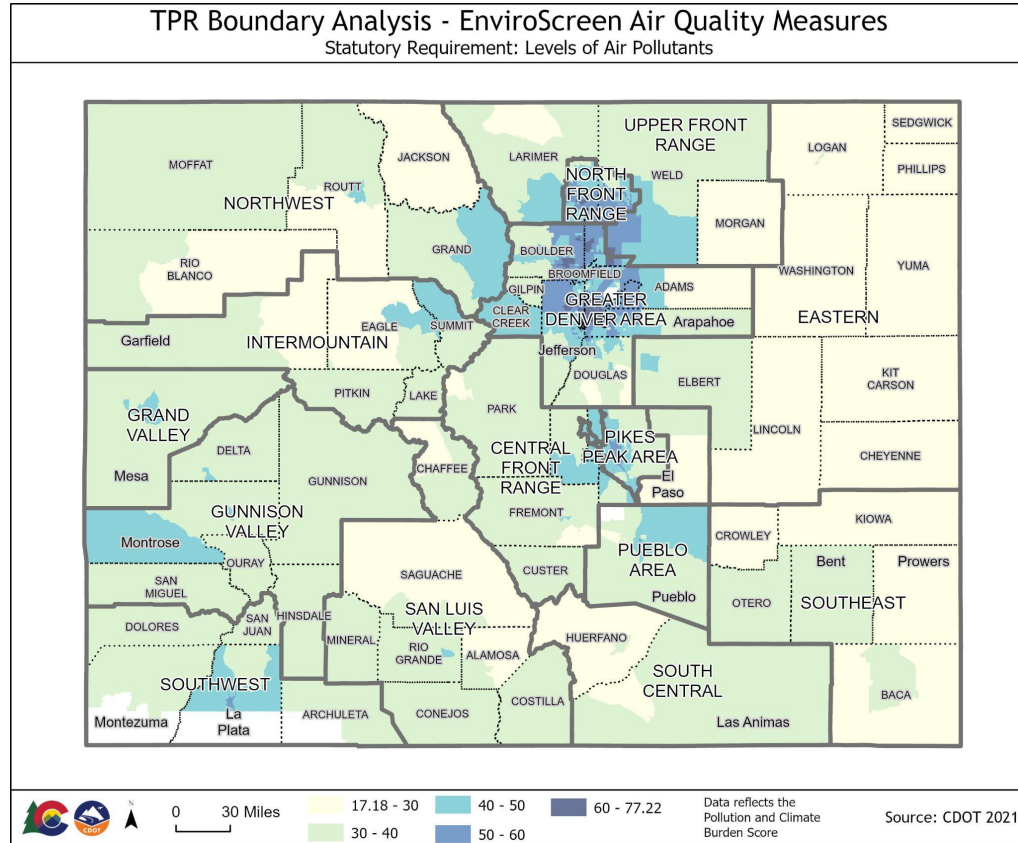 TPR Boundary Analysis - EnviroScreen Air Quality Measures
Statutory Requirement: Levels of Air Pollutants
SEDGWICK
LOGAN
PHILLIPS
UPPER FRONT
RANGE
JACKSON
LARIMER
MOFFAT
ROUTT
NORTHWEST
NORTH
FRONT
RANGE
WELD
MORGAN
GRAND
BOULDER
RIO
BLANCO
BROOMFIELD
WASHINGTON
YUMA
GILPIN
ADAMS
GREATER
DENVER AREA
CLEAR
CREEK
EASTERN
Arapahoe
EAGLE
SUMMIT
Garfield
INTERMOUNTAIN
Jefferson
DOUGLAS
ELBERT
KIT
CARSON
PITKIN
LAKE
PARK
GRAND
VALLEY
LINCOLN
DELTA
CENTRAL
FRONT
RANGE
PIKES
PEAK AREA
CHEYENNE
Mesa
GUNNISON
CHAFFEE
El
Paso
GUNNISON
VALLEY
FREMONT
KIOWA
CROWLEY
Montrose
OURAY
PUEBLO
AREA
Bent
Prowers
SAGUACHE
CUSTER
SAN
MIGUEL
Pueblo
OTERO
SOUTHEAST
SAN LUIS
VALLEY
DOLORES
SAN
JUAN
HINSDALE
MINERAL
RIO
GRANDE
ALAMOSA
HUERFANO
SOUTHWEST
SOUTH
CENTRAL
BACA
COSTILLA
Montezuma
La
Plata
ARCHULETA
CONEJOS
Las Animas
CDOT
N
0 30 Miles
17.18 - 30
30 - 40
40 - 50
50 - 60
60 - 77.22
Data reflects the
Pollution and Climate
Burden Score
Source: CDOT 2021